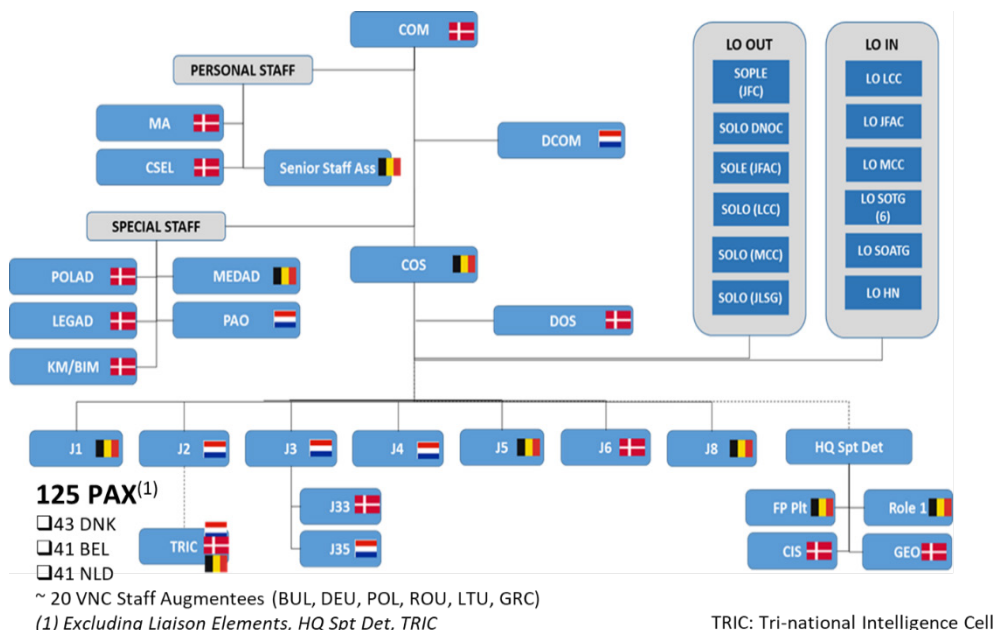 COM
PERSONAL STAFF
MA
CSEL
Senior Staff Ass
DCOM
SPECIAL STAFF
POLAD
MEDAD
LEGAD
PAO
KM/BIM
COS
DOS
LO OUT
SOPLE
(JFC)
SOLO DNOC
SOLE (JFAC)
SOLO (LCC)
SOLO (MCC)
SOLO (JLSG)
LO IN
LO LCC
LO JFAC
LO MCC
LO SOTG
(6)
LO SOATG
LO HN
J1
J2
J3
J4
J5
J6
J8
HQ Spt Det
J33
J35
TRIC
FP Plt
Role 1
CIS
GEO
125 PAX(1)
❑43 DNK
❑41 BEL
❑41 NLD
~ 20 VNC Staff Augmentees (BUL, DEU, POL, ROU, LTU, GRC)
(1) Excluding Liaison Elements, HQ Spt Det, TRIC
TRIC: Tri-national Intelligence Cell